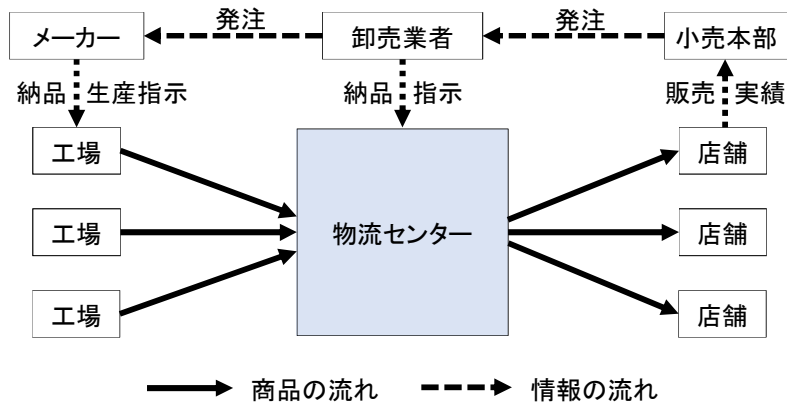 発注
発注
メーカー
卸売業者
小売本部
納品
生産指示
納品
指示
販売
実績
工場
店舗
工場
物流センター
店舗
工場
店舗
商品の流れ
情報の流れ